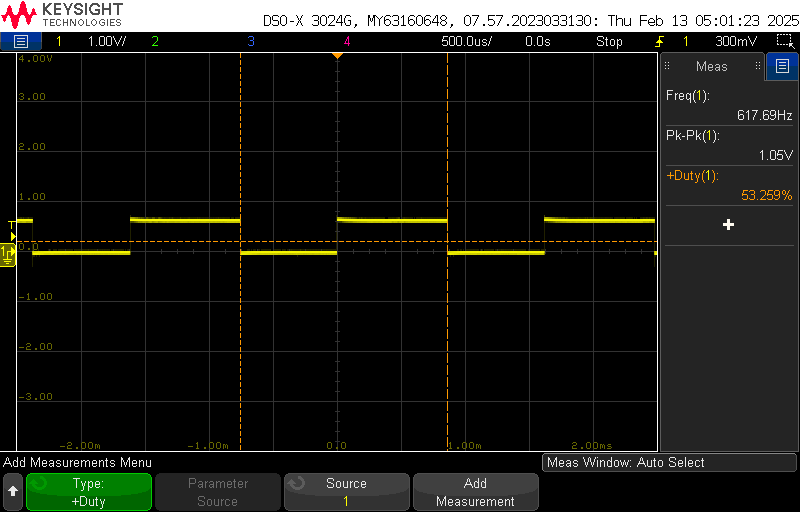 KEYSIGHT
TECHNOLOGIES
DSO-X 3024G, MY63160648, 07.57.2023033130: Thu Feb 13 05:01:23 2025
1 1.00V/ 2 3 4 500.0us/ 0.0s Stop 1 300mV
4.00V
3.00
2.00
1.00
T
0.0
1
-1.00
-2.00
-3.00
-2.00m -1.00m 0.0 1.00m 2.00ms
Meas
Freq(1):
617.69Hz
Pk-Pk(1):
1.05V
+Duty(1):
53.259%
Add Measurements Menu
Meas Window: Auto Select
Type:
+Duty
Parameter
Source
Source
1
Add
Measurement